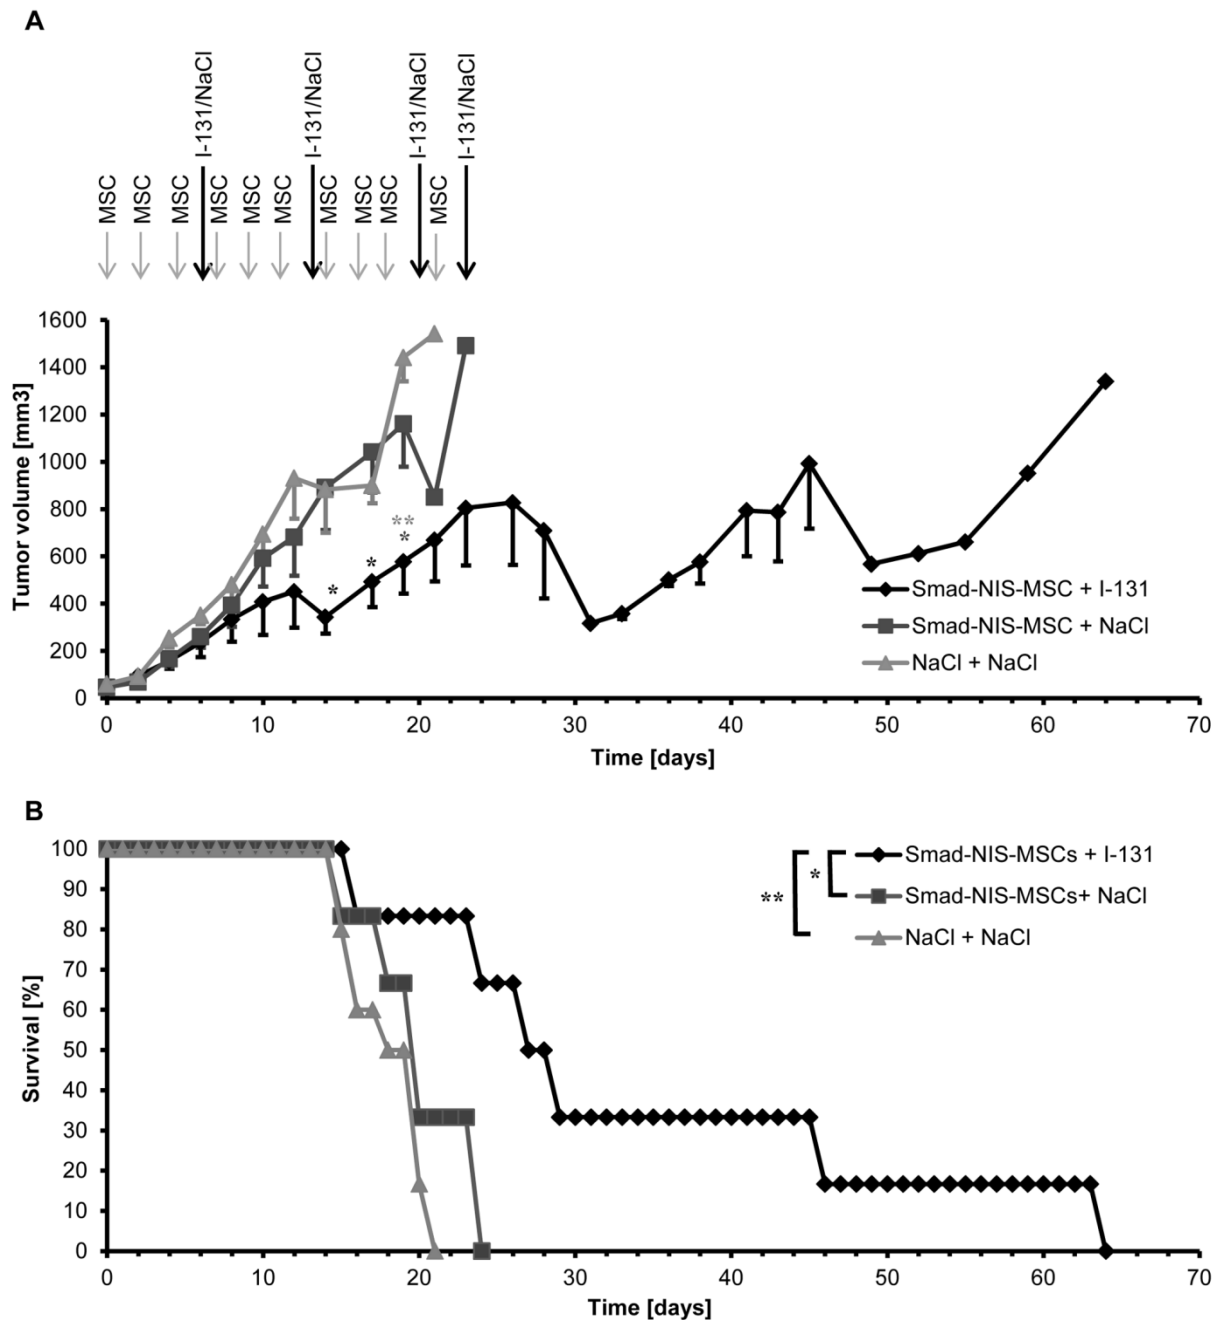 A
I-131/NaCl
I-131/NaCl
I-131/NaCl
I-131/NaCl
MSC
MSC
MSC
MSC
MSC
MSC
MSC
MSC
MSC
MSC
Tumor volume [mm3]
1600
1400
1200
1000
800
600
400
200
0
**
*
*
*
Smad-NIS-MSC + I-131
Smad-NIS-MSC + NaCl
NaCl + NaCl
0 10 20 30 40 50 60 70
Time [days]
B
Survival [%]
100
90
80
70
60
50
40
30
20
10
0
Smad-NIS-MSCs + I-131
*
Smad-NIS-MSCs+ NaCl
**
NaCl + NaCl
0 10 20 30 40 50 60 70
Time [days]